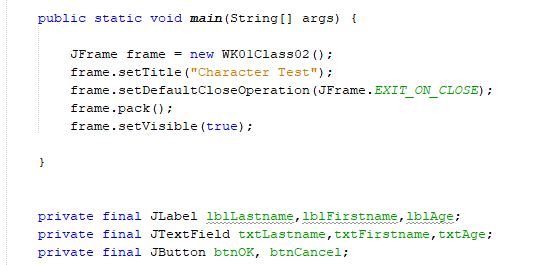 public static void main(String[] args) {
JFrame frame = new WK01Class02();
frame.setTitle("Character Test");
frame.setDefaultCloseOperation(JFrame.EXIT_ON_CLOSE);
frame.pack();
frame.setVisible(true);
}
private final JLabel lblLastname,lblFirstname,lblAge;
private final JTextField txtLastname,txtFirstname,txtAge;
private final JButton btnOK, btnCancel;